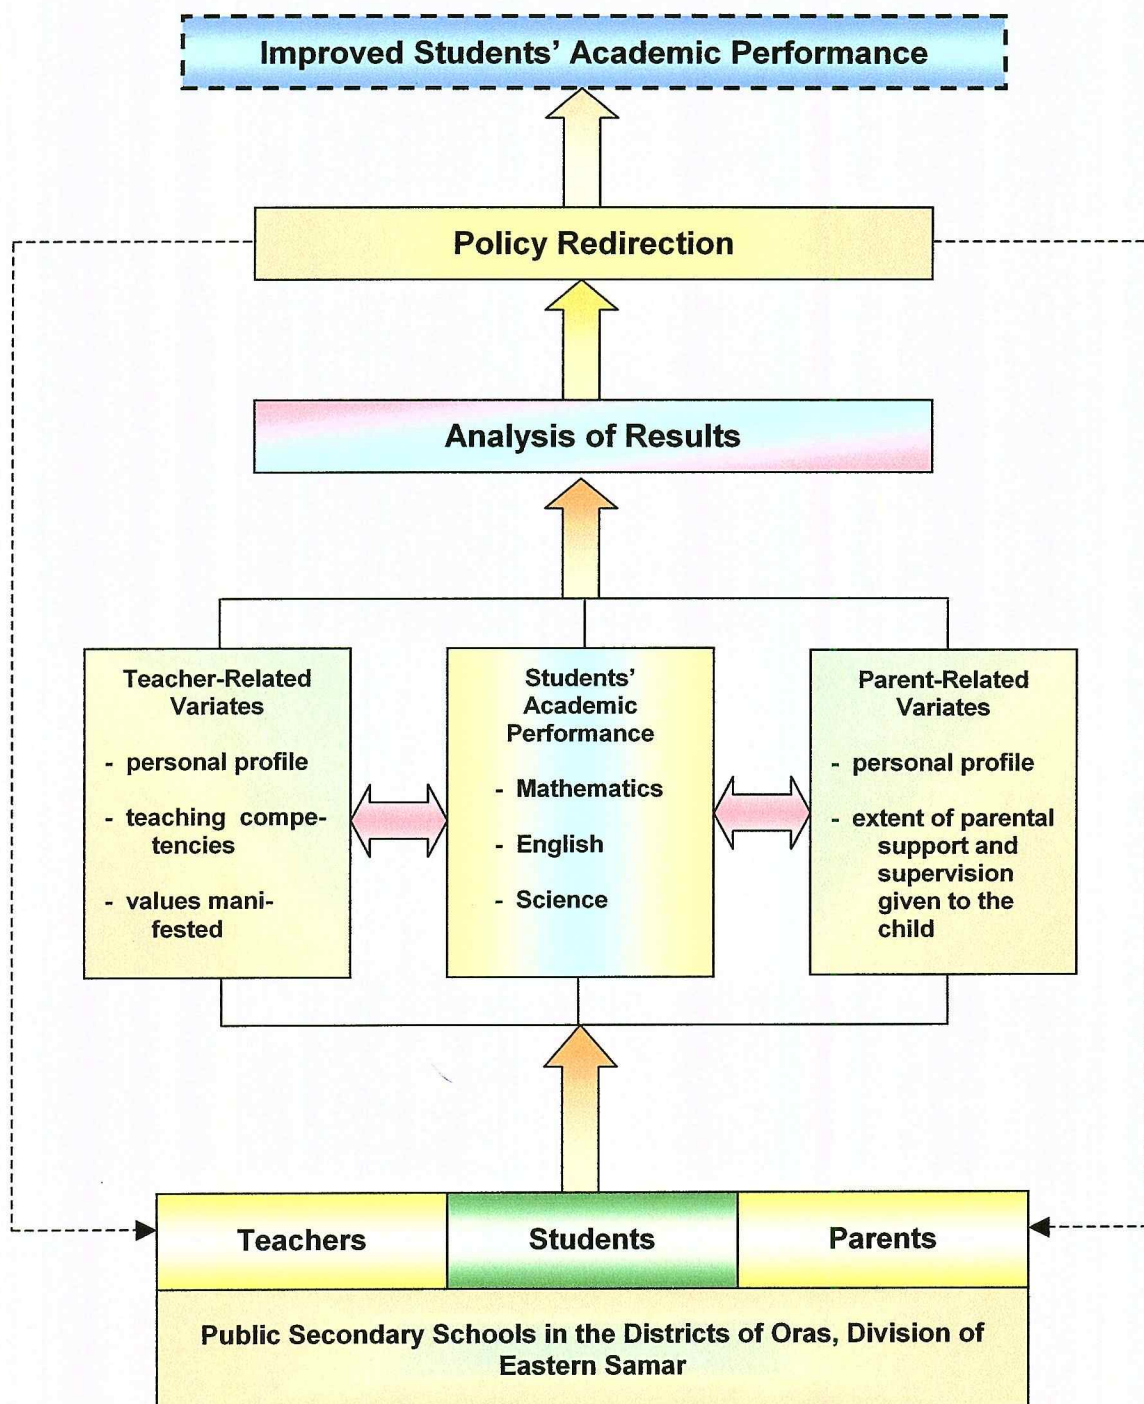 Improved Students’ Academic Performance
Policy Redirection
Analysis of Results
Teacher-Related
Variates
- personal profile
- teaching compe-
tencies
- values mani-
fested
Students’
Academic
Performance
- Mathematics
- English
- Science
Parent-Related
Variates
- personal profile
- extent of parental
support and
supervision
given to the
child
Teachers
Students
Parents
Public Secondary Schools in the Districts of Oras, Division of
Eastern Samar